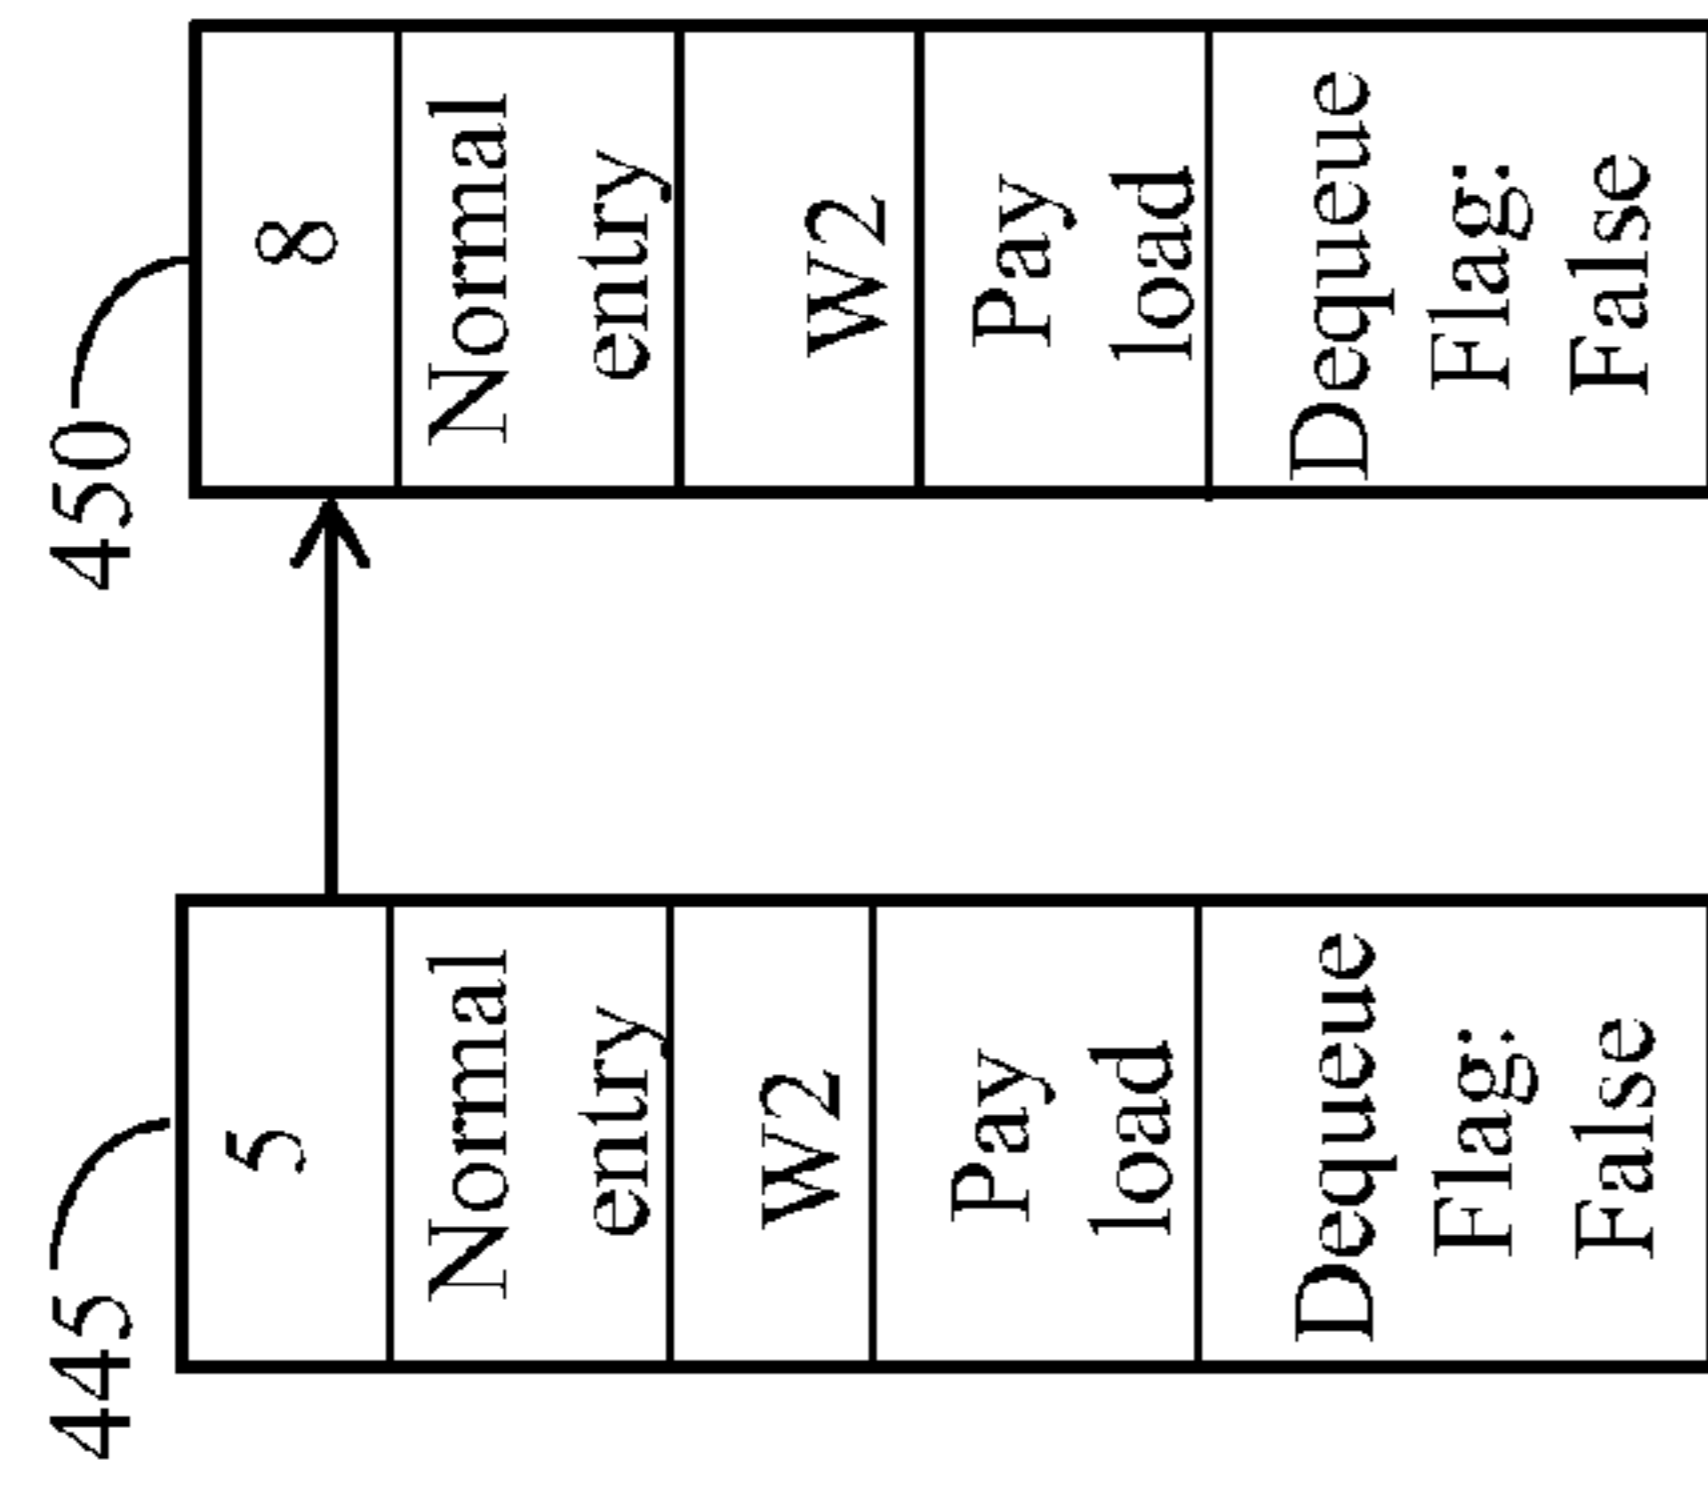 445
5
Normal
entry
W2
Pay
load
Dequeue
Flag:
False
450
8
Normal
entry
W2
Pay
load
Dequeue
Flag:
False